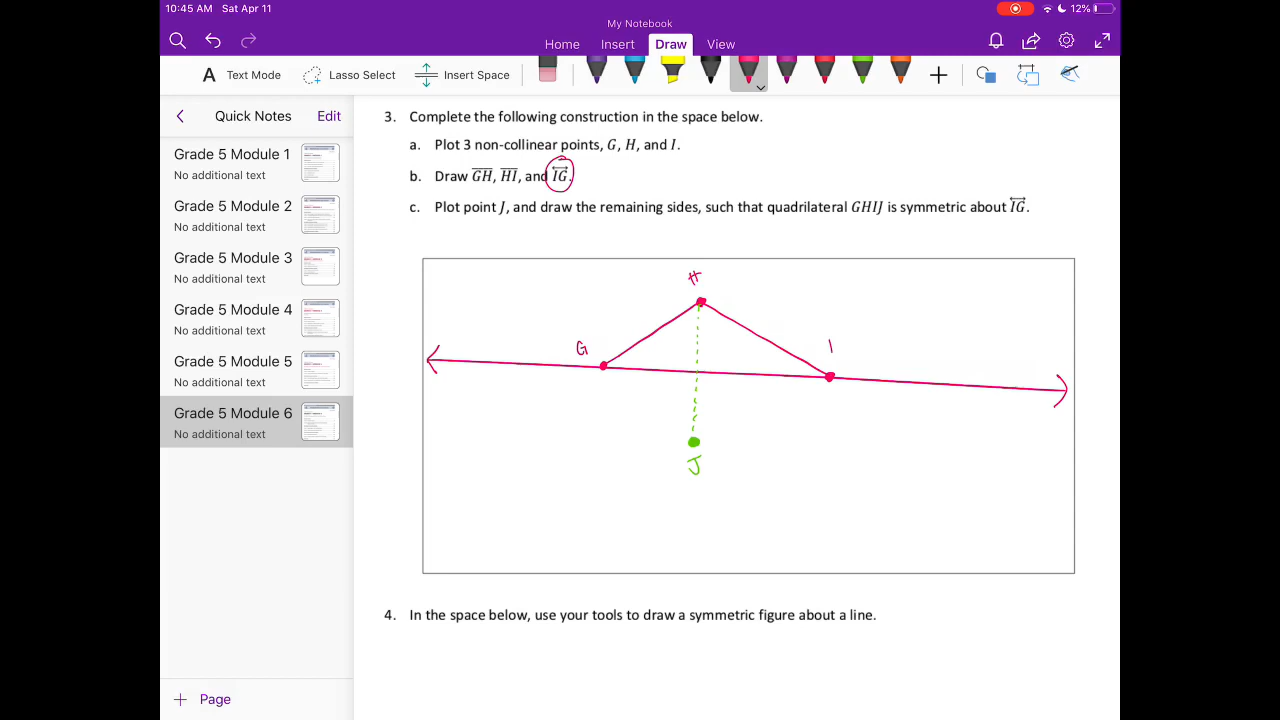 10:45 AM Sat Apr 11
12%
My Notebook
Home Insert Draw View
A Text Mode Lasso Select Insert Space
Quick Notes Edit
Grade 5 Module 1
No additional text
Grade 5 Module 2
No additional text
Grade 5 Module 3
No additional text
Grade 5 Module 4
No additional text
Grade 5 Module 5
No additional text
Grade 5 Module 6
No additional text
Page
3. Complete the following construction in the space below.
a. Plot 3 non-collinear points, G, H, and I.
b. Draw GH, HI, and IG.
c. Plot point J, and draw the remaining sides, such that quadrilateral GHIJ is symmetric about IG.
H
G
I
J
4. In the space below, use your tools to draw a symmetric figure about a line.